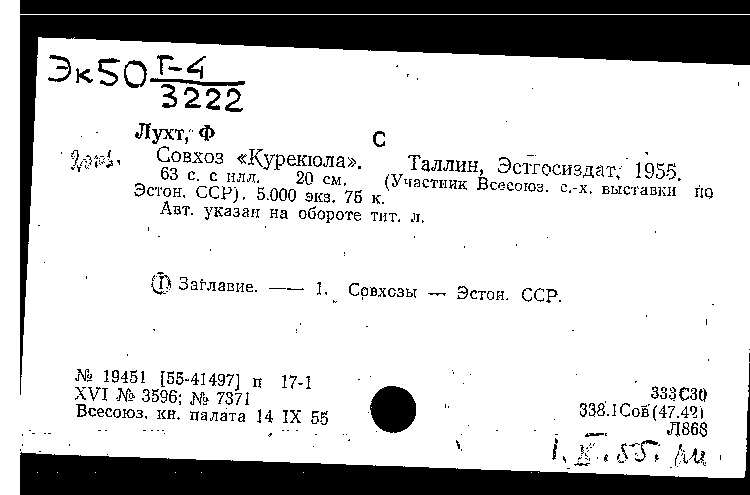 Эк50 Г-4
3222
Лухт, Ф
С
Совхоз «Курекюла». Таллин, Эстгосиздат, 1955.
63 с. с илл. 20 см. (Участник Всесоюз. с.-х. выставки по
Эстон. ССР). 5.000 экз. 75 к.
Авт. указан на обороте тит. л.
I Заглавие. —— 1. Совхозы — Эстон. ССР.
№ 19451 [55-41497] п 17-1
XVI № 3596; № 7371
Всесоюз. кн. палата 14 IX 55
333С30
338.1Сов(47.42)
Л868